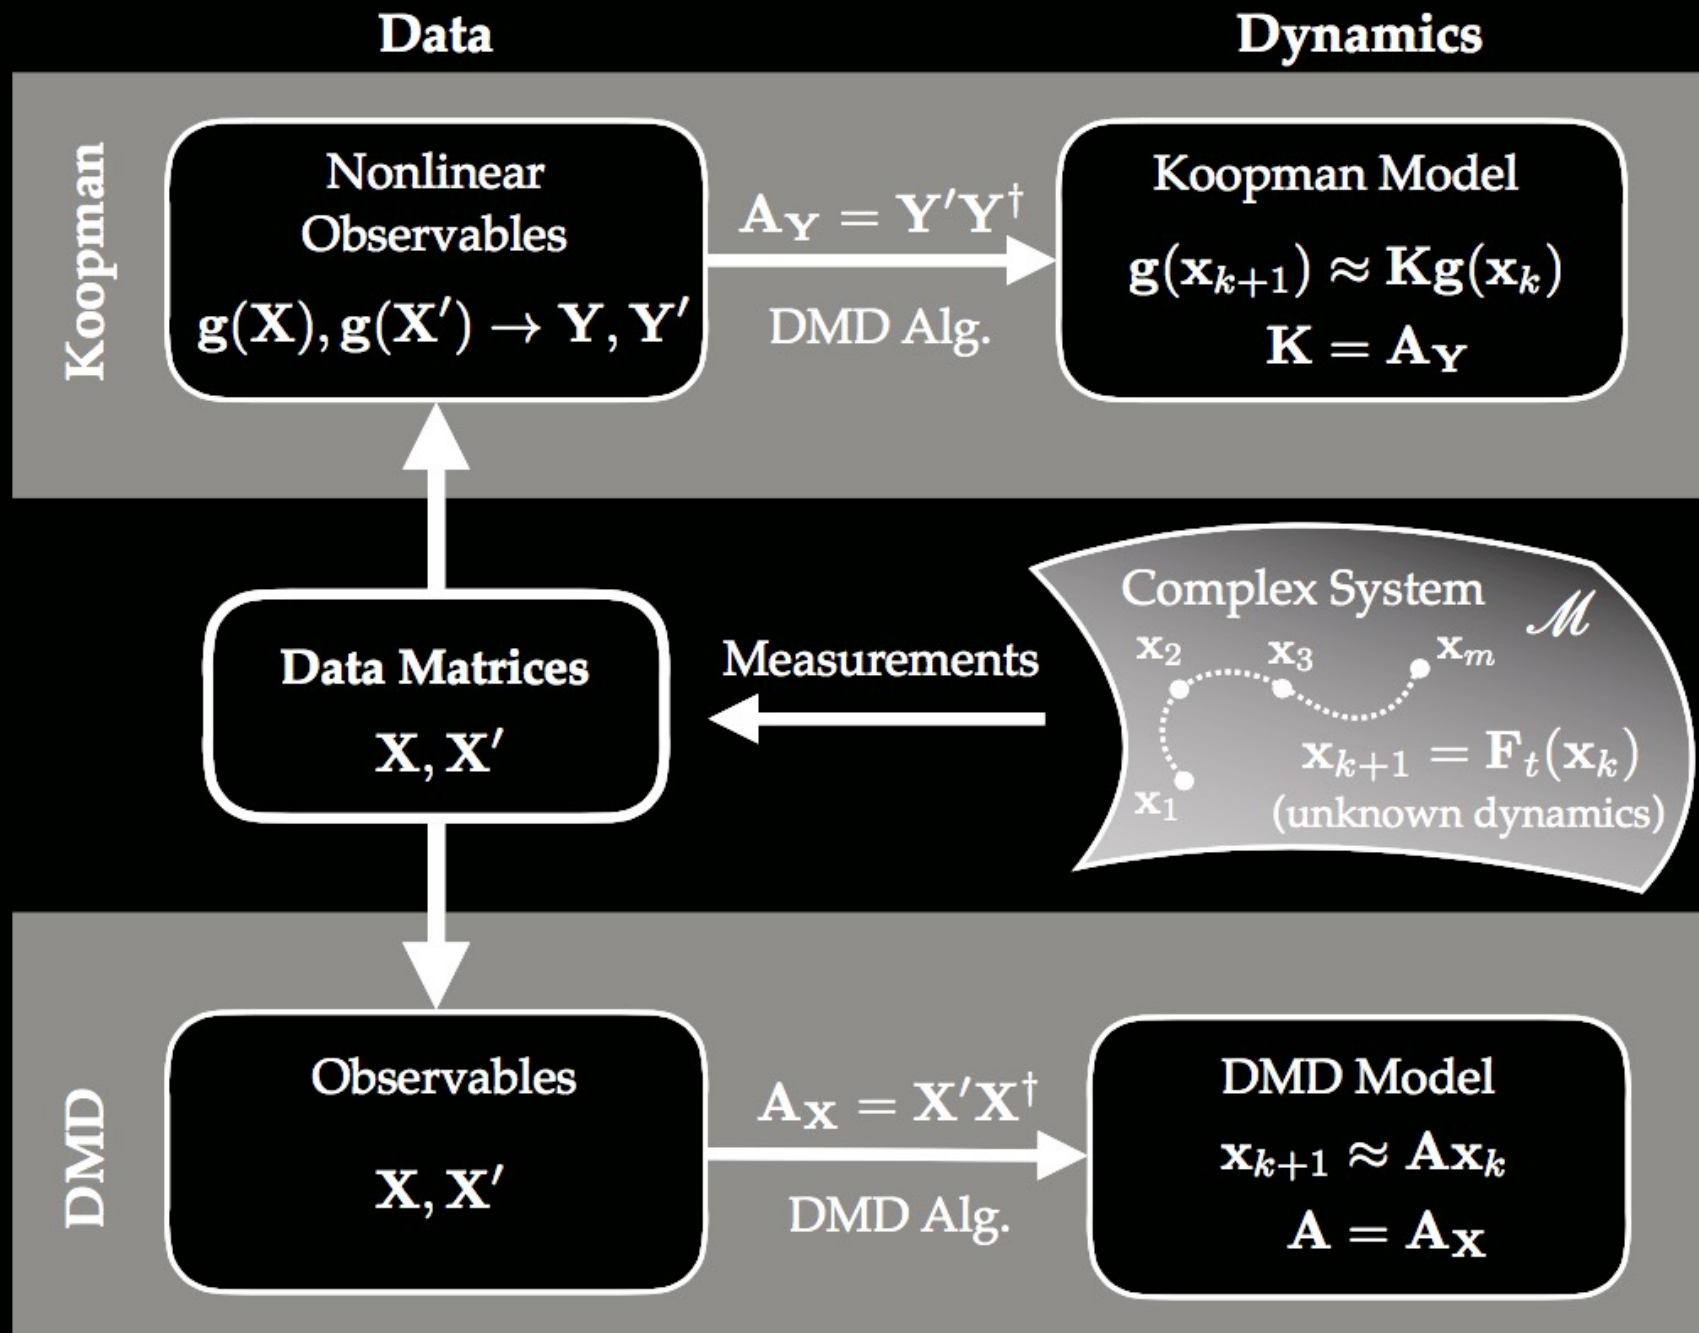 Data
Dynamics
Koopman
Nonlinear
Observables
g(X), g(X′) → Y, Y′
A_Y = Y′Y†
DMD Alg.
Koopman Model
g(x_{k+1}) ≈ Kg(x_k)
K = A_Y
Data Matrices
X, X′
Measurements
Complex System
ℳ
x_2
x_3
x_m
x_1
x_{k+1} = F_t(x_k)
(unknown dynamics)
DMD
Observables
X, X′
A_X = X′X†
DMD Alg.
DMD Model
x_{k+1} ≈ Ax_k
A = A_X